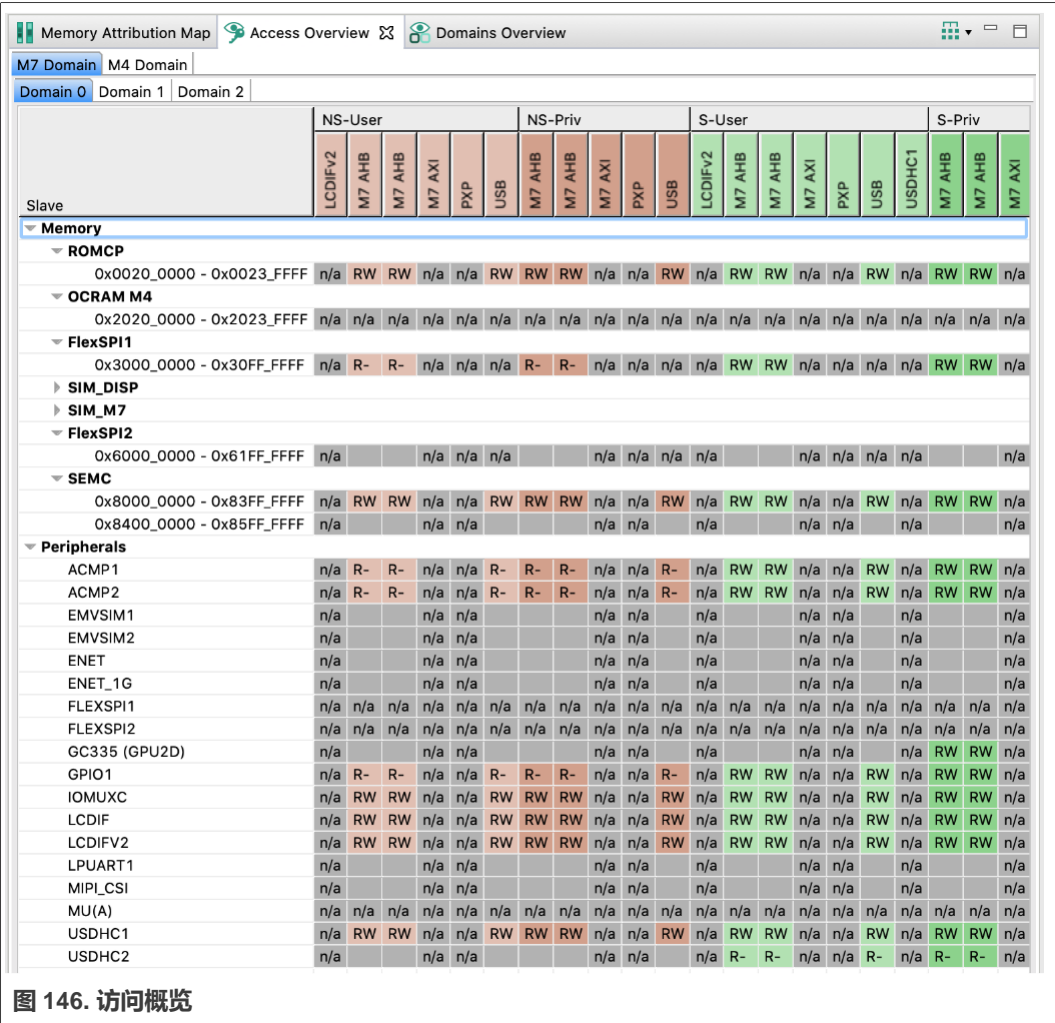 Memory Attribution Map Access Overview Domains Overview
M7 Domain M4 Domain
Domain 0 Domain 1 Domain 2
NS-User NS-Priv S-User S-Priv
Slave LCDIFv2 M7 AHB M7 AHB M7 AXI PXP USB M7 AHB M7 AHB M7 AXI PXP USB LCDIFv2 M7 AHB M7 AHB M7 AXI PXP USB USDHC1 M7 AHB M7 AHB M7 AXI
Memory
ROMCP
0x0020_0000 - 0x0023_FFFF n/a RW RW n/a n/a RW RW RW n/a n/a RW n/a RW RW n/a n/a RW n/a RW RW n/a
OCRAM M4
0x2020_0000 - 0x2023_FFFF n/a n/a n/a n/a n/a n/a n/a n/a n/a n/a n/a n/a n/a n/a n/a n/a n/a n/a n/a n/a n/a
FlexSPI1
0x3000_0000 - 0x30FF_FFFF n/a R- R- n/a n/a n/a R- R- n/a n/a n/a n/a RW RW n/a n/a n/a n/a RW RW n/a
SIM_DISP
SIM_M7
FlexSPI2
0x6000_0000 - 0x61FF_FFFF n/a n/a n/a n/a n/a n/a n/a n/a n/a n/a n/a n/a n/a
SEMC
0x8000_0000 - 0x83FF_FFFF n/a RW RW n/a n/a RW RW RW n/a n/a RW n/a RW RW n/a n/a RW n/a RW RW n/a
0x8400_0000 - 0x85FF_FFFF n/a n/a n/a n/a n/a n/a n/a n/a n/a n/a
Peripherals
ACMP1 n/a R- R- n/a n/a R- R- R- n/a n/a R- n/a RW RW n/a n/a RW n/a RW RW n/a
ACMP2 n/a R- R- n/a n/a R- R- R- n/a n/a R- n/a RW RW n/a n/a RW n/a RW RW n/a
EMVSIM1 n/a n/a n/a n/a n/a n/a n/a n/a n/a n/a
EMVSIM2 n/a n/a n/a n/a n/a n/a n/a n/a n/a n/a
ENET n/a n/a n/a n/a n/a n/a n/a n/a n/a n/a
ENET_1G n/a n/a n/a n/a n/a n/a n/a n/a n/a n/a
FLEXSPI1 n/a n/a n/a n/a n/a n/a n/a n/a n/a n/a n/a n/a n/a n/a n/a n/a n/a n/a n/a n/a n/a
FLEXSPI2 n/a n/a n/a n/a n/a n/a n/a n/a n/a n/a n/a n/a n/a n/a n/a n/a n/a n/a n/a n/a n/a
GC335 (GPU2D) n/a n/a n/a n/a n/a n/a n/a n/a n/a RW RW n/a
GPIO1 n/a R- R- n/a n/a R- R- R- n/a n/a R- n/a RW RW n/a n/a RW n/a RW RW n/a
IOMUXC n/a RW RW n/a n/a RW RW RW n/a n/a RW n/a RW RW n/a n/a RW n/a RW RW n/a
LCDIF n/a RW RW n/a n/a RW RW RW n/a n/a RW n/a RW RW n/a n/a RW n/a RW RW n/a
LCDIFV2 n/a RW RW n/a n/a RW RW RW n/a n/a RW n/a RW RW n/a n/a RW n/a RW RW n/a
LPUART1 n/a n/a n/a n/a n/a n/a n/a n/a n/a n/a
MIPI_CSI n/a n/a n/a n/a n/a n/a n/a n/a n/a n/a
MU(A) n/a n/a n/a n/a n/a n/a n/a n/a n/a n/a n/a n/a n/a n/a n/a n/a n/a n/a n/a n/a n/a
USDHC1 n/a RW RW n/a n/a RW RW RW n/a n/a RW n/a RW RW n/a n/a RW n/a RW RW n/a
USDHC2 n/a n/a n/a n/a n/a n/a R- R- n/a n/a R- n/a R- R- n/a
图 146. 访问概览